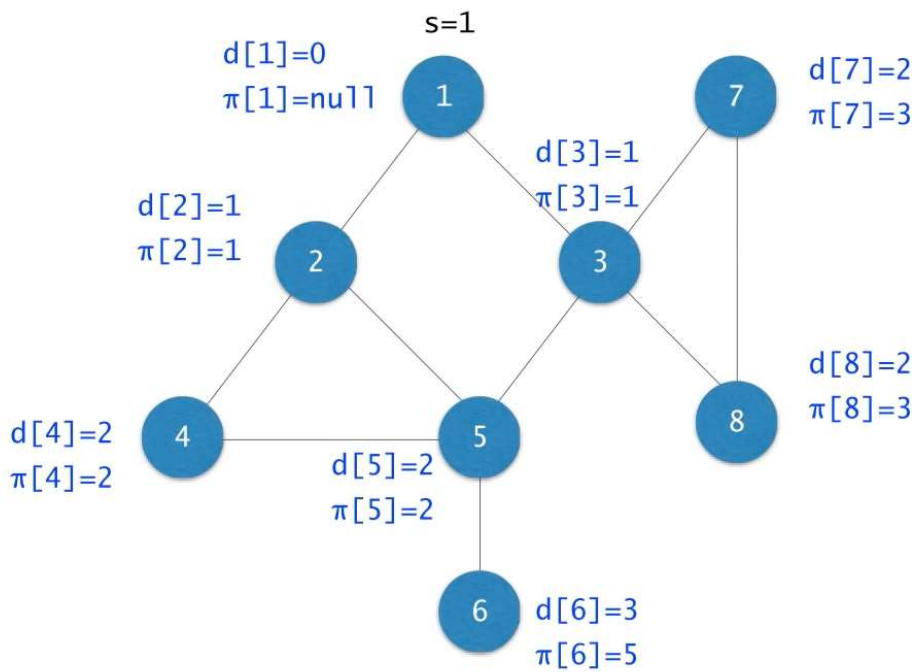 s=1
d[1]=0
π[1]=null
1
7
d[7]=2
π[7]=3
d[3]=1
π[3]=1
d[2]=1
π[2]=1
2
3
d[8]=2
π[8]=3
8
d[4]=2
π[4]=2
4
5
d[5]=2
π[5]=2
6
d[6]=3
π[6]=5